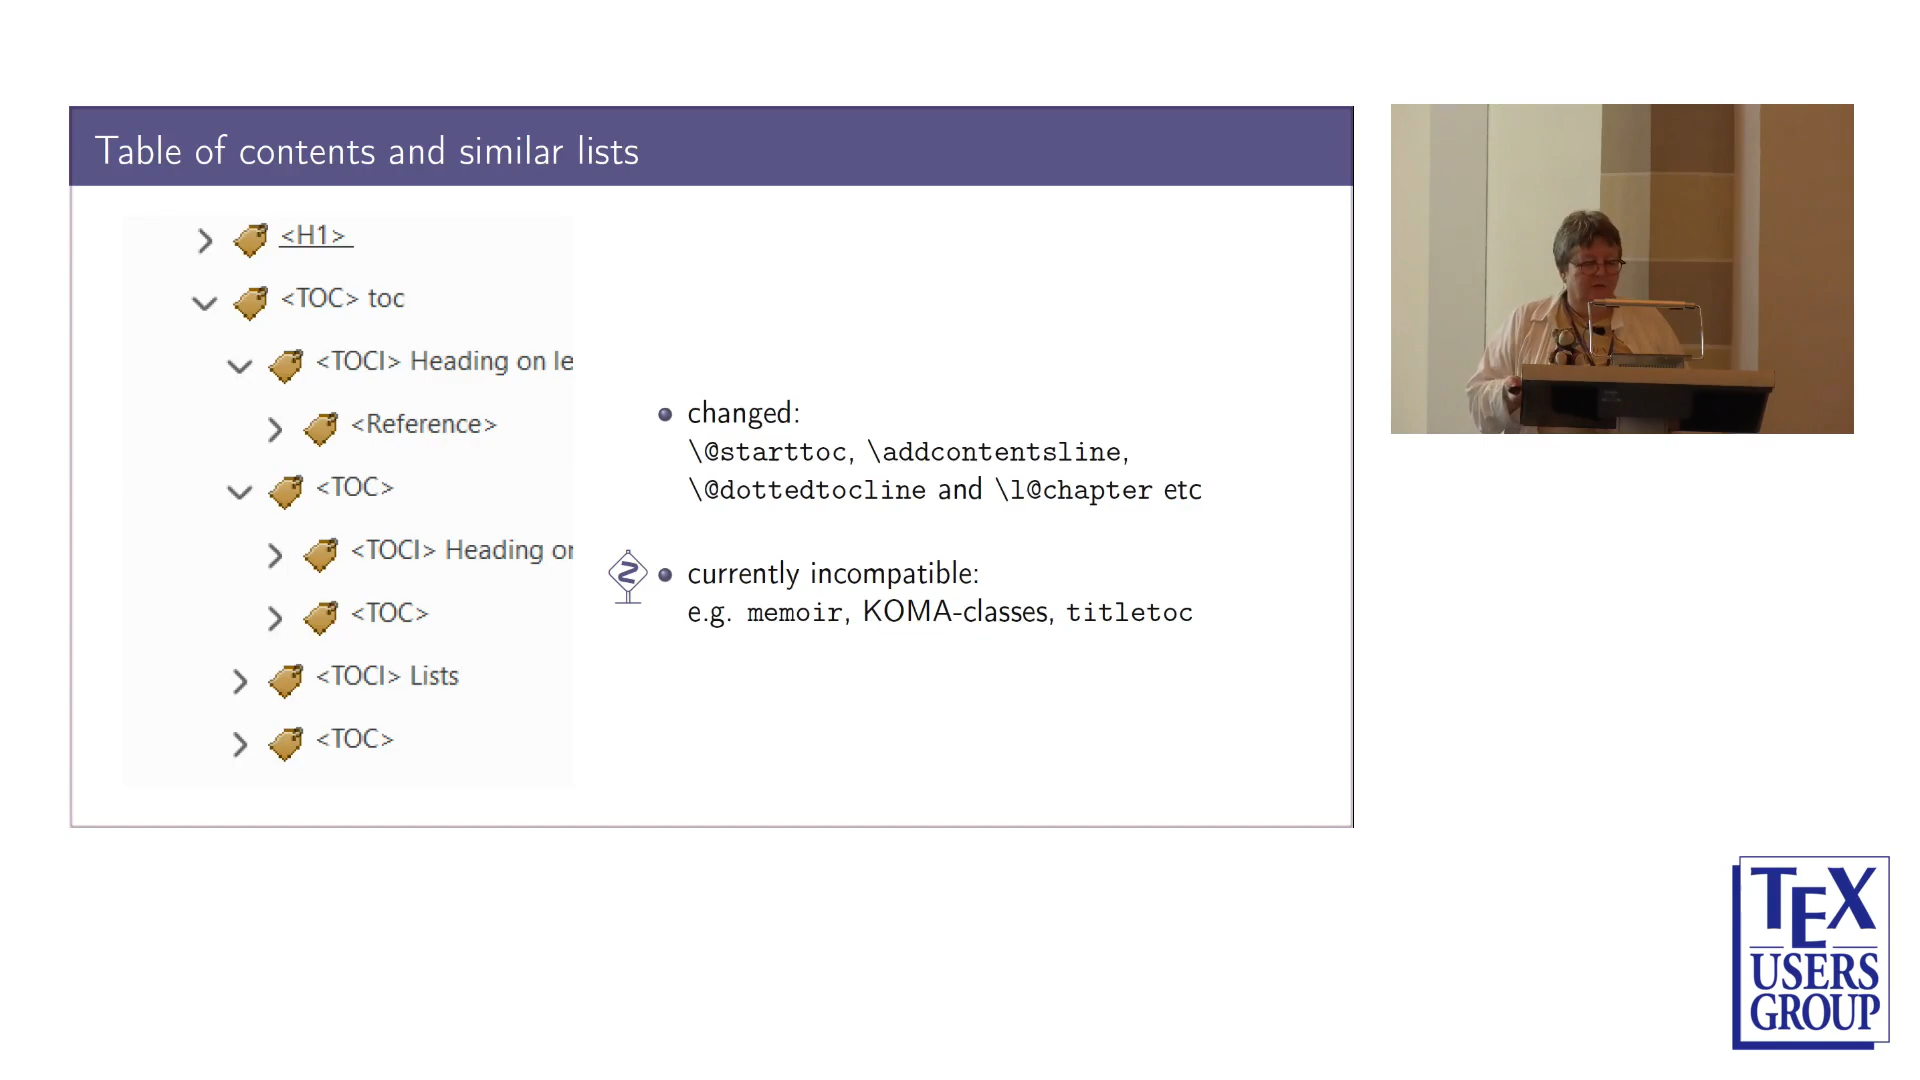 Table of contents and similar lists
<H1>
<TOC> toc
<TOCI> Heading on le
<Reference>
<TOC>
<TOCI> Heading or
<TOC>
<TOCI> Lists
<TOC>
• changed:
\@starttoc, \addcontentsline,
\@dottedtocline and \l@chapter etc
• currently incompatible:
e.g. memoir, KOMA-classes, titletoc
TEX
USERS
GROUP